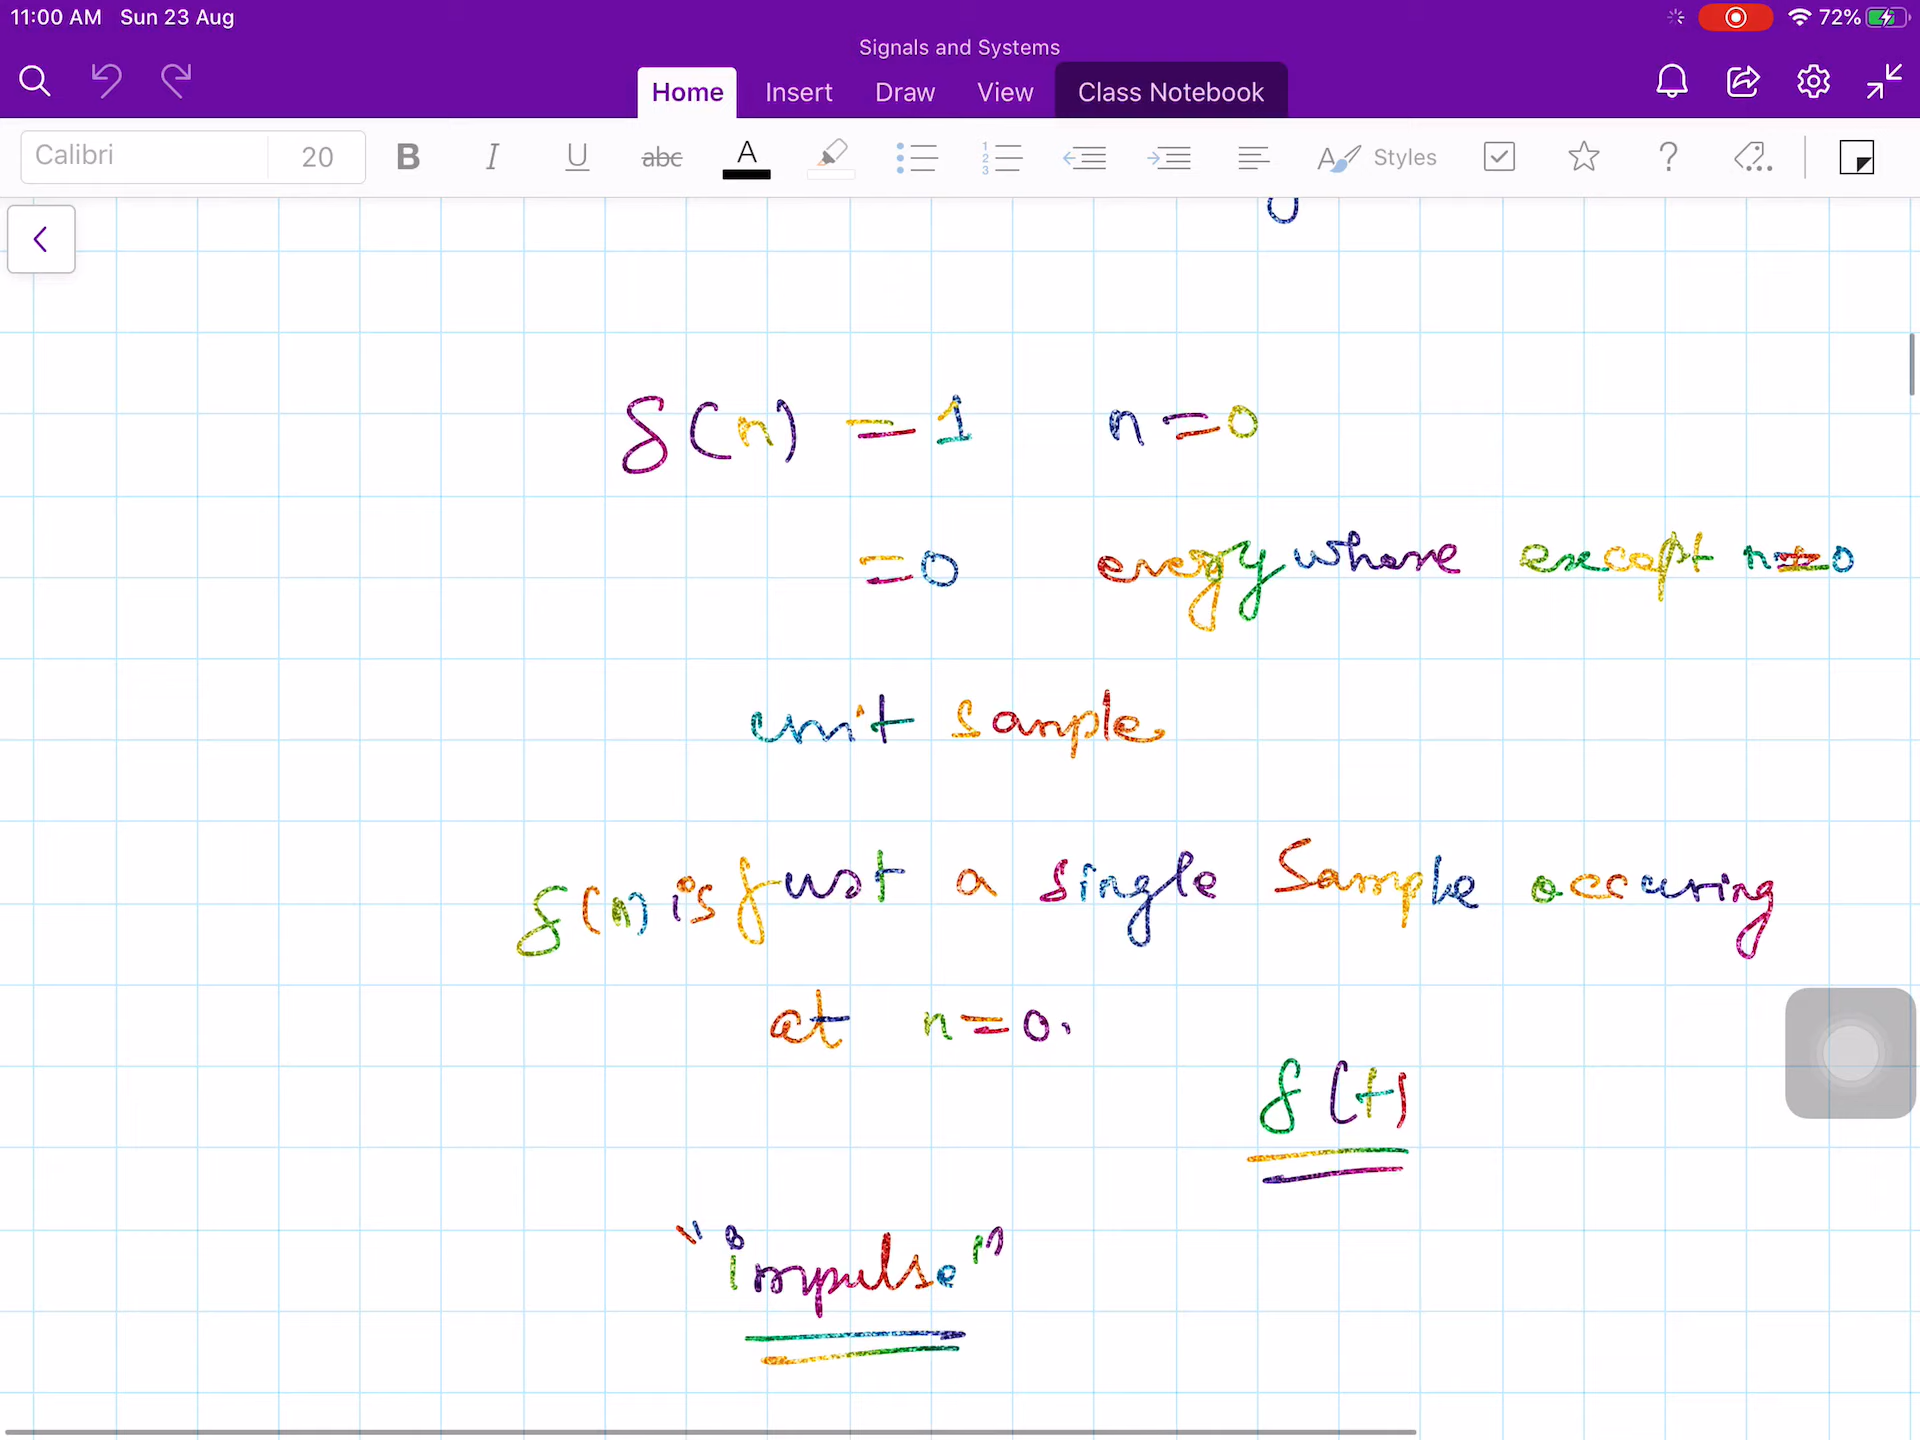 11:00 AM Sun 23 Aug 72%
Signals and Systems
Home Insert Draw View Class Notebook
Calibri 20 B I U abc A Styles
δ(n) = 1 n = 0
= 0 everywhere except n = 0
unit sample
δ(n) is just a single Sample occuring
at n = 0.
δ(t)
"impulse"